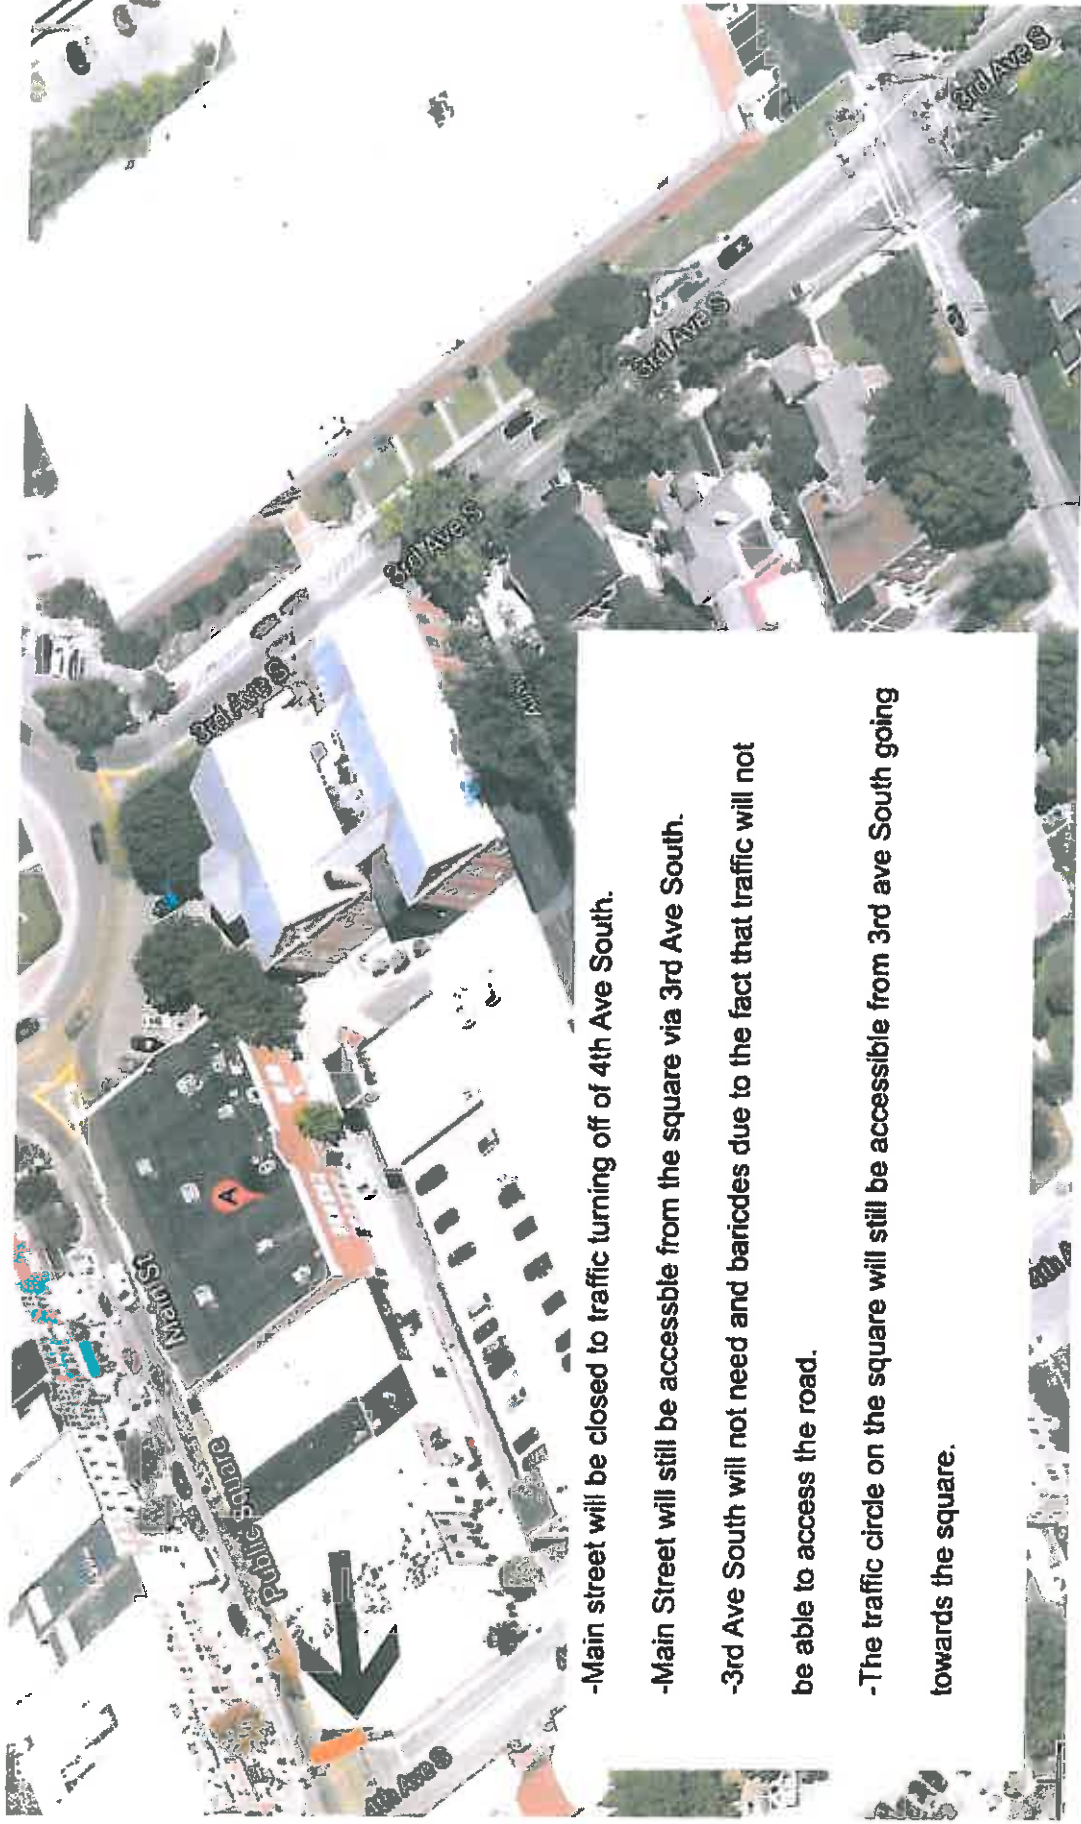 3rd Ave S
3rd Ave S
3rd Ave S
3rd Ave S
Main St
A
Public Square
4th Ave S
-Main street will be closed to traffic turning off of 4th Ave South.
-Main Street will still be accessble from the square via 3rd Ave South.
-3rd Ave South will not need and baricdes due to the fact that traffic will not
be able to access the road.
-The traffic circle on the square will still be accessible from 3rd ave South going
towards the square.